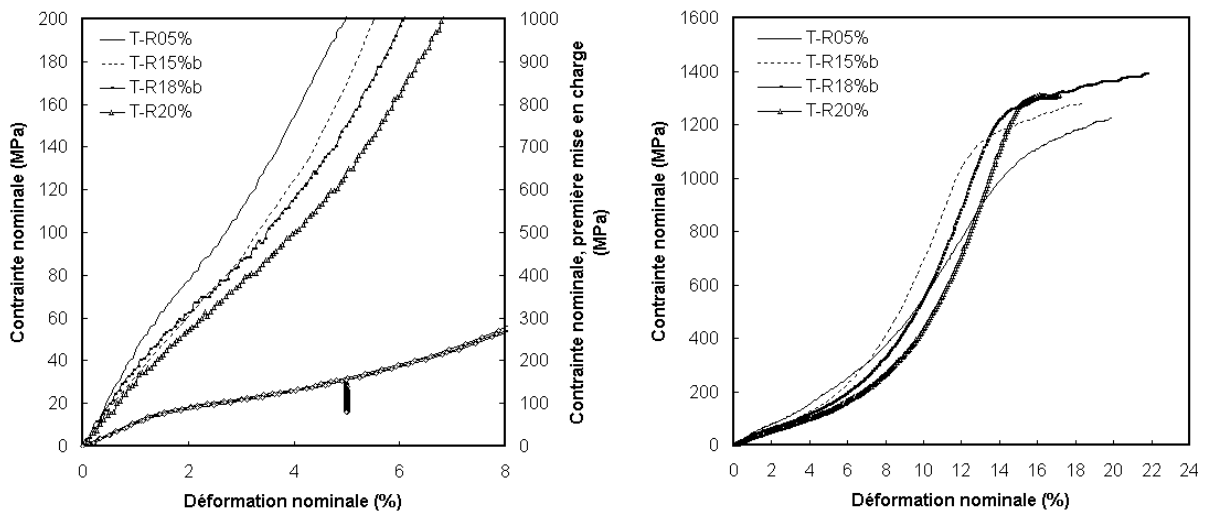 Contrainte nominale (MPa)
200
180
160
140
120
100
80
60
40
20
0
T-R05%
T-R15%b
T-R18%b
T-R20%
0 2 4 6 8
Déformation nominale (%)
1000
900
800
700
600
500
400
300
200
100
0
Contrainte nominale, première mise en charge
(MPa)
Contrainte nominale (MPa)
1600
1400
1200
1000
800
600
400
200
0
T-R05%
T-R15%b
T-R18%b
T-R20%
0 2 4 6 8 10 12 14 16 18 20 22 24
Déformation nominale (%)